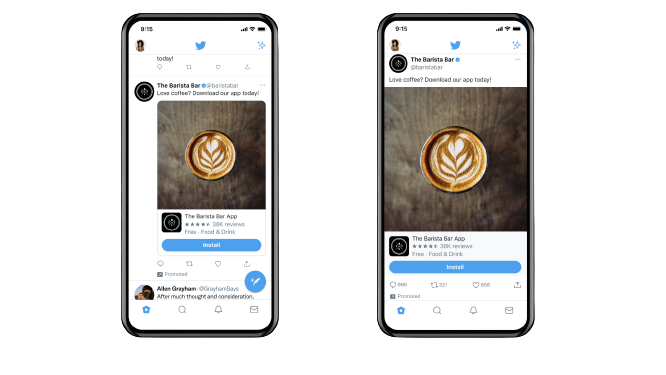 9:15
today!
The Barista Bar @baristabar
Love coffee? Download our app today!
The Barista Bar App
38K reviews
Free · Food & Drink
Install
Promoted
Allen Grayham · @GrayhamSays
After much thought and consideration,
9:15
The Barista Bar
@baristabar
Love coffee? Download our app today!
The Barista Bar App
38K reviews
Free · Food & Drink
Install
321
Promoted